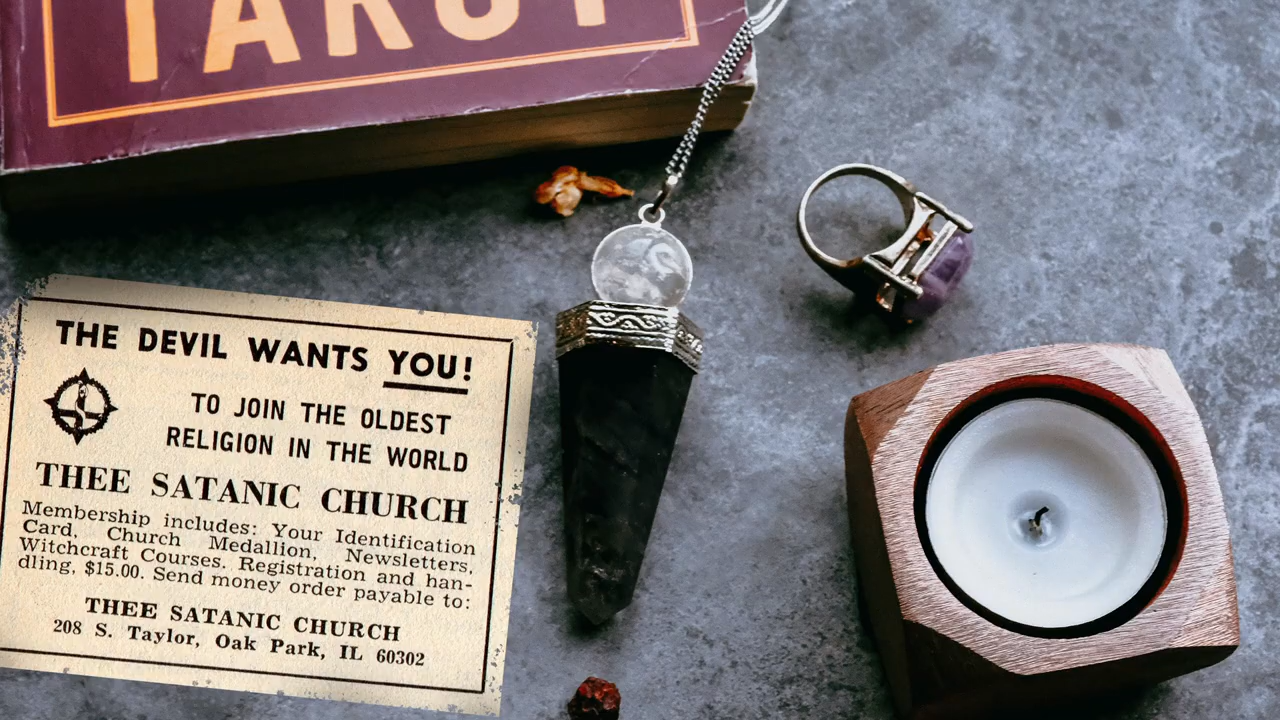 TAROT
THE DEVIL WANTS YOU!
TO JOIN THE OLDEST
RELIGION IN THE WORLD
THEE SATANIC CHURCH
Membership includes: Your Identification
Card, Church Medallion, Newsletters,
Witchcraft Courses. Registration and han-
dling, $15.00. Send money order payable to:
THEE SATANIC CHURCH
208 S. Taylor, Oak Park, IL 60302